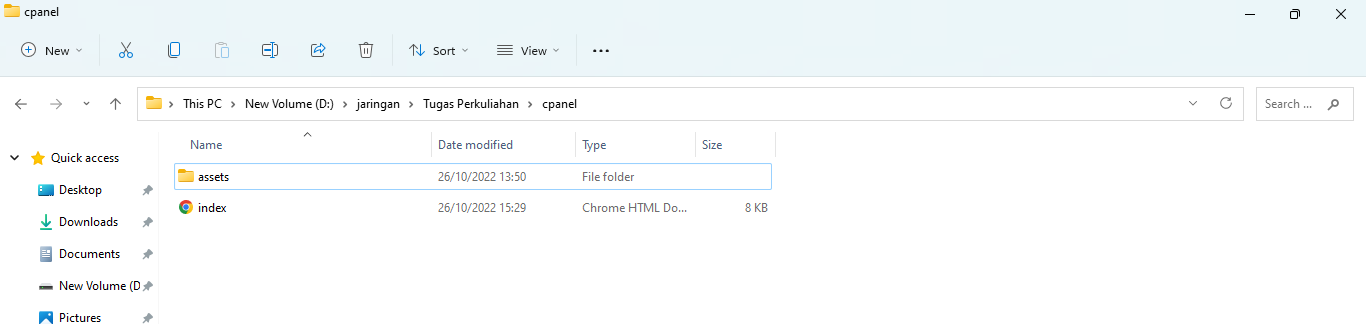 cpanel
New Sort View
This PC New Volume (D:) jaringan Tugas Perkuliahan cpanel Search ...
Name Date modified Type Size
Quick access
assets 26/10/2022 13:50 File folder
Desktop
index 26/10/2022 15:29 Chrome HTML Do... 8 KB
Downloads
Documents
New Volume (D
Pictures